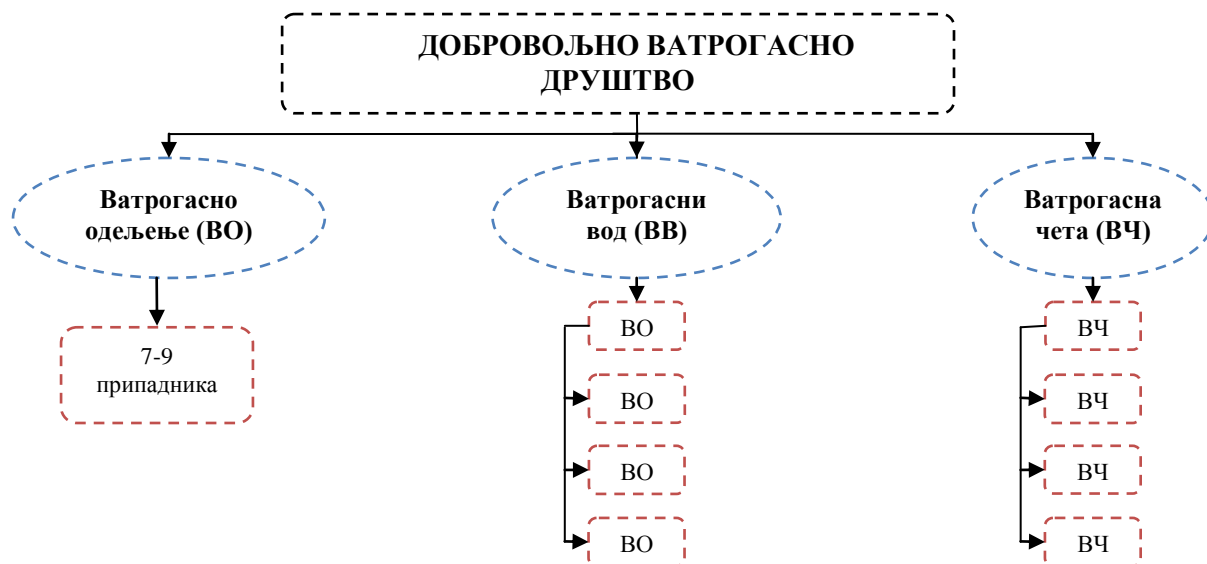 ДОБРОВОЉНО ВАТРОГАСНО
ДРУШТВО
Ватрогасно
одељење (ВО)
Ватрогасни
вод (ВВ)
Ватрогасна
чета (ВЧ)
7-9
припадника
ВО
ВО
ВО
ВО
ВЧ
ВЧ
ВЧ
ВЧ